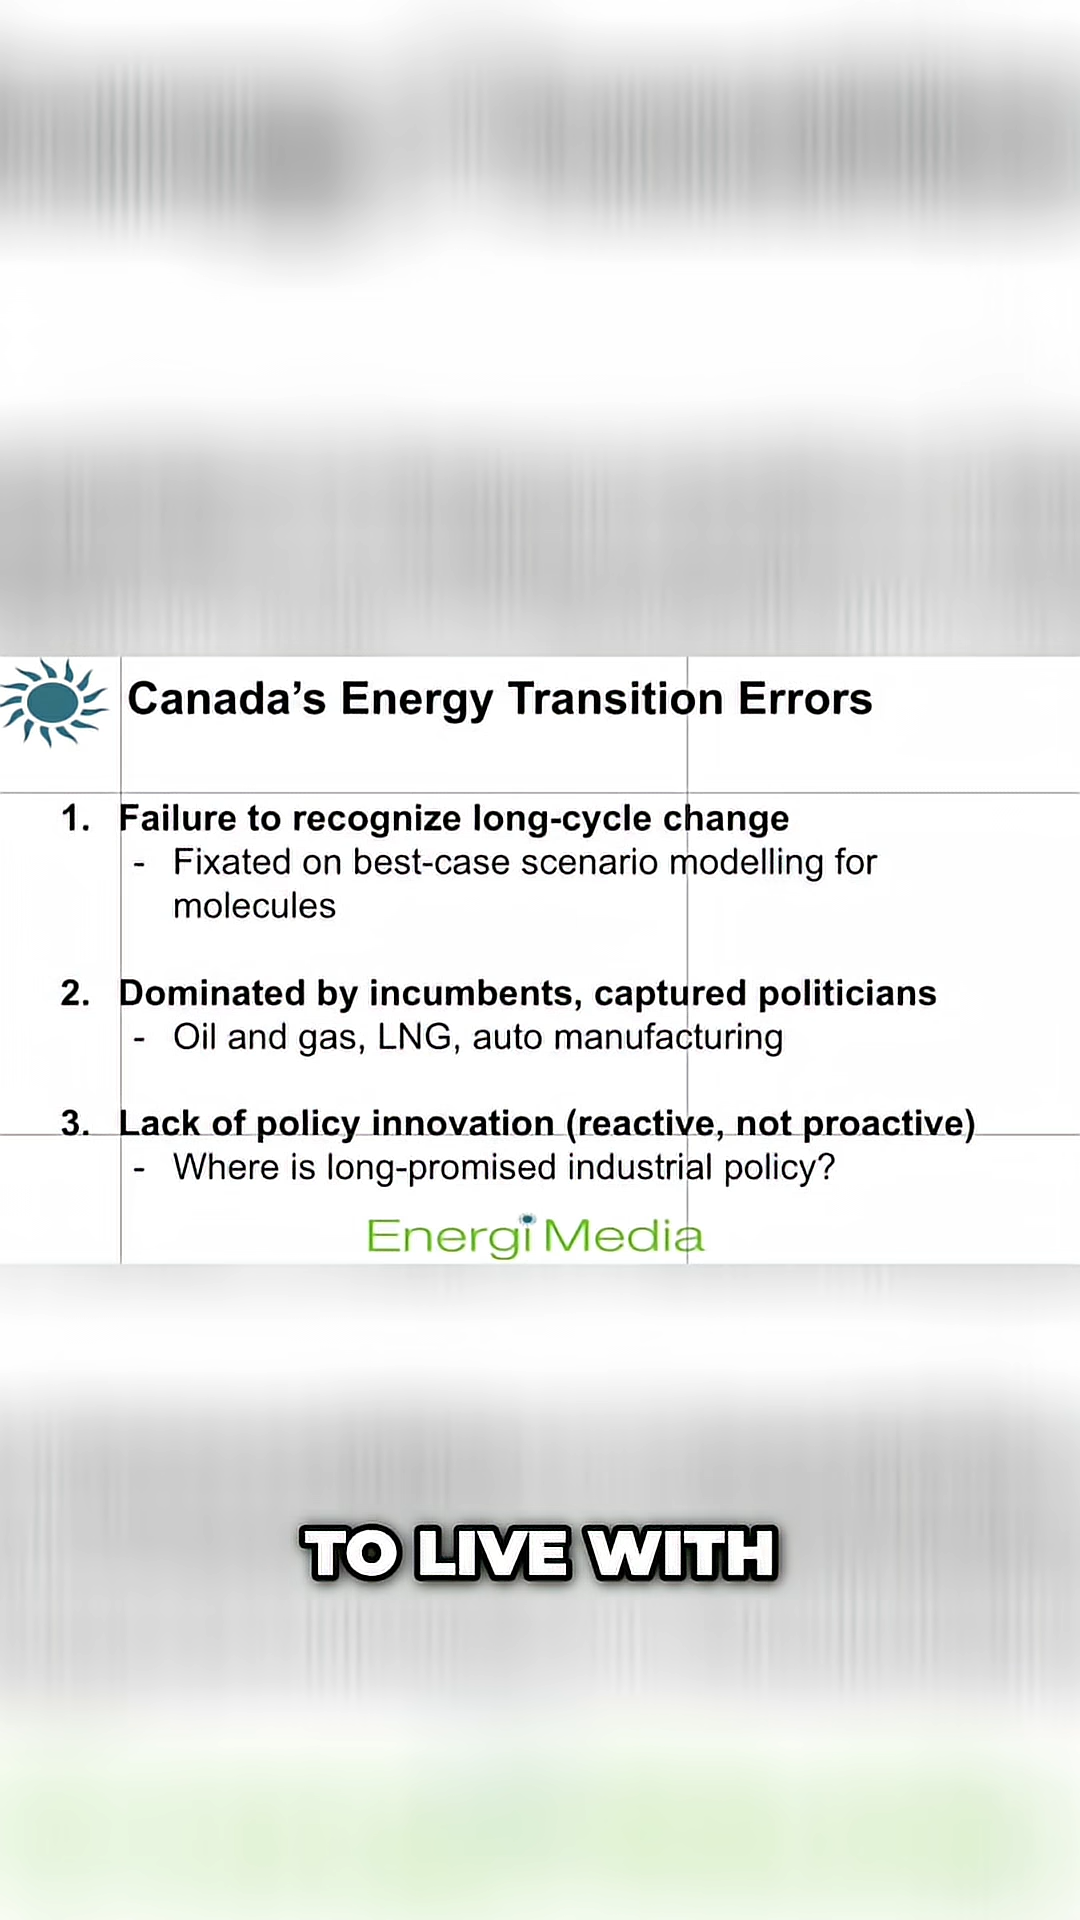 Canada’s Energy Transition Errors
1. Failure to recognize long-cycle change
- Fixated on best-case scenario modelling for
molecules
2. Dominated by incumbents, captured politicians
- Oil and gas, LNG, auto manufacturing
3. Lack of policy innovation (reactive, not proactive)
- Where is long-promised industrial policy?
Energi Media
TO LIVE WITH